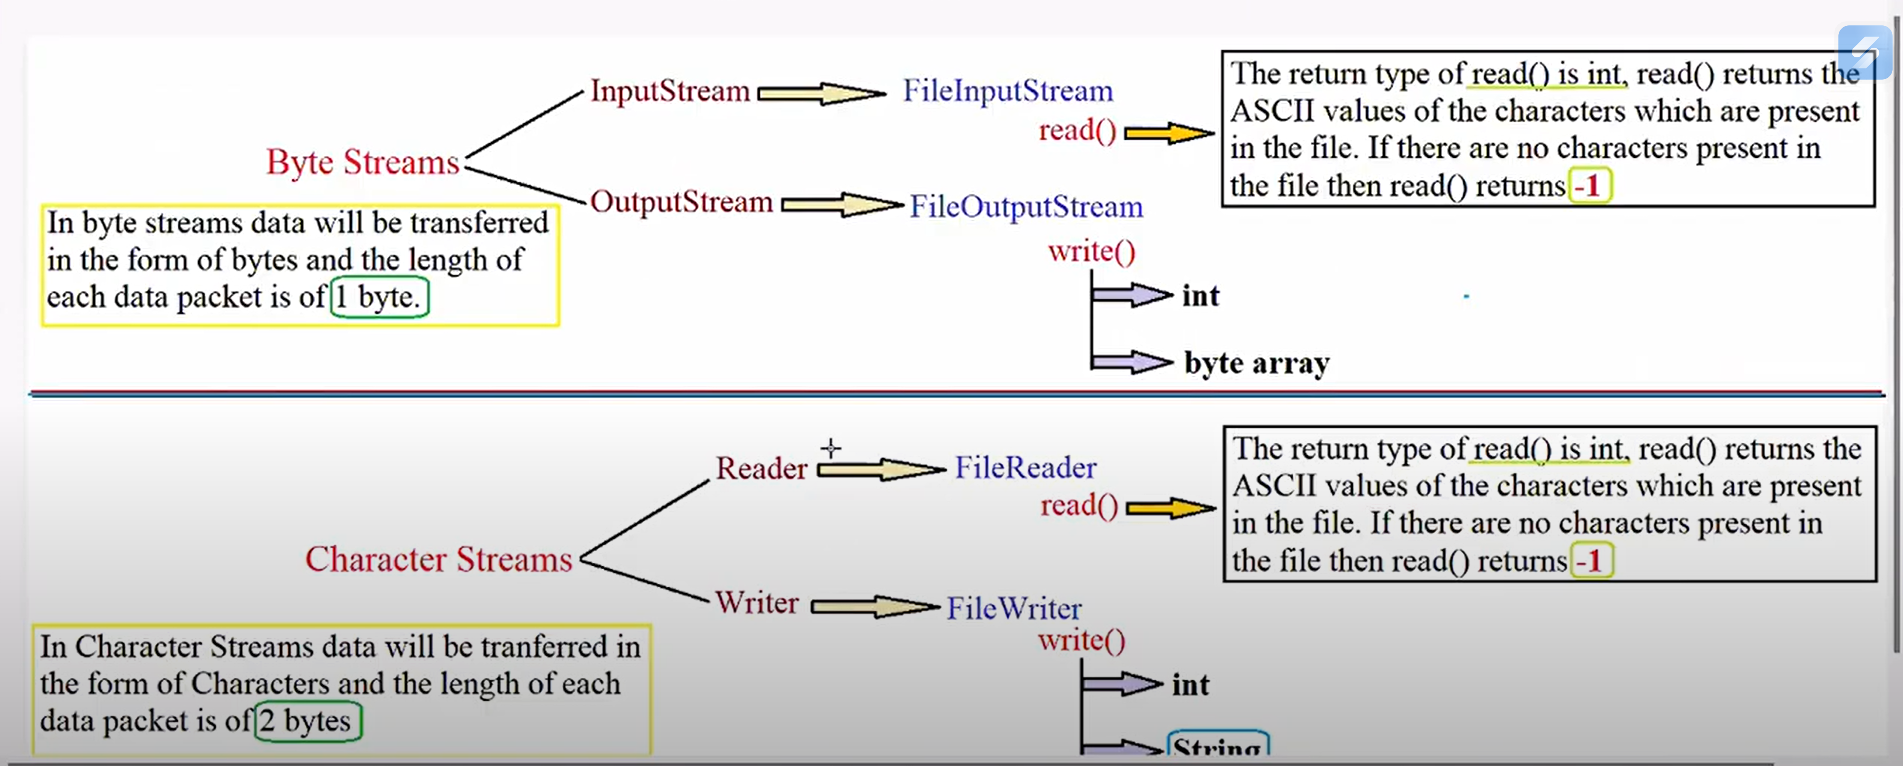 InputStream
FileInputStream
read()
The return type of read() is int, read() returns the
ASCII values of the characters which are present
in the file. If there are no characters present in
the file then read() returns -1
Byte Streams
OutputStream
FileOutputStream
write()
int
byte array
In byte streams data will be transferred
in the form of bytes and the length of
each data packet is of 1 byte.
Reader
FileReader
read()
The return type of read() is int, read() returns the
ASCII values of the characters which are present
in the file. If there are no characters present in
the file then read() returns -1
Character Streams
Writer
FileWriter
write()
int
String
In Character Streams data will be tranferred in
the form of Characters and the length of each
data packet is of 2 bytes